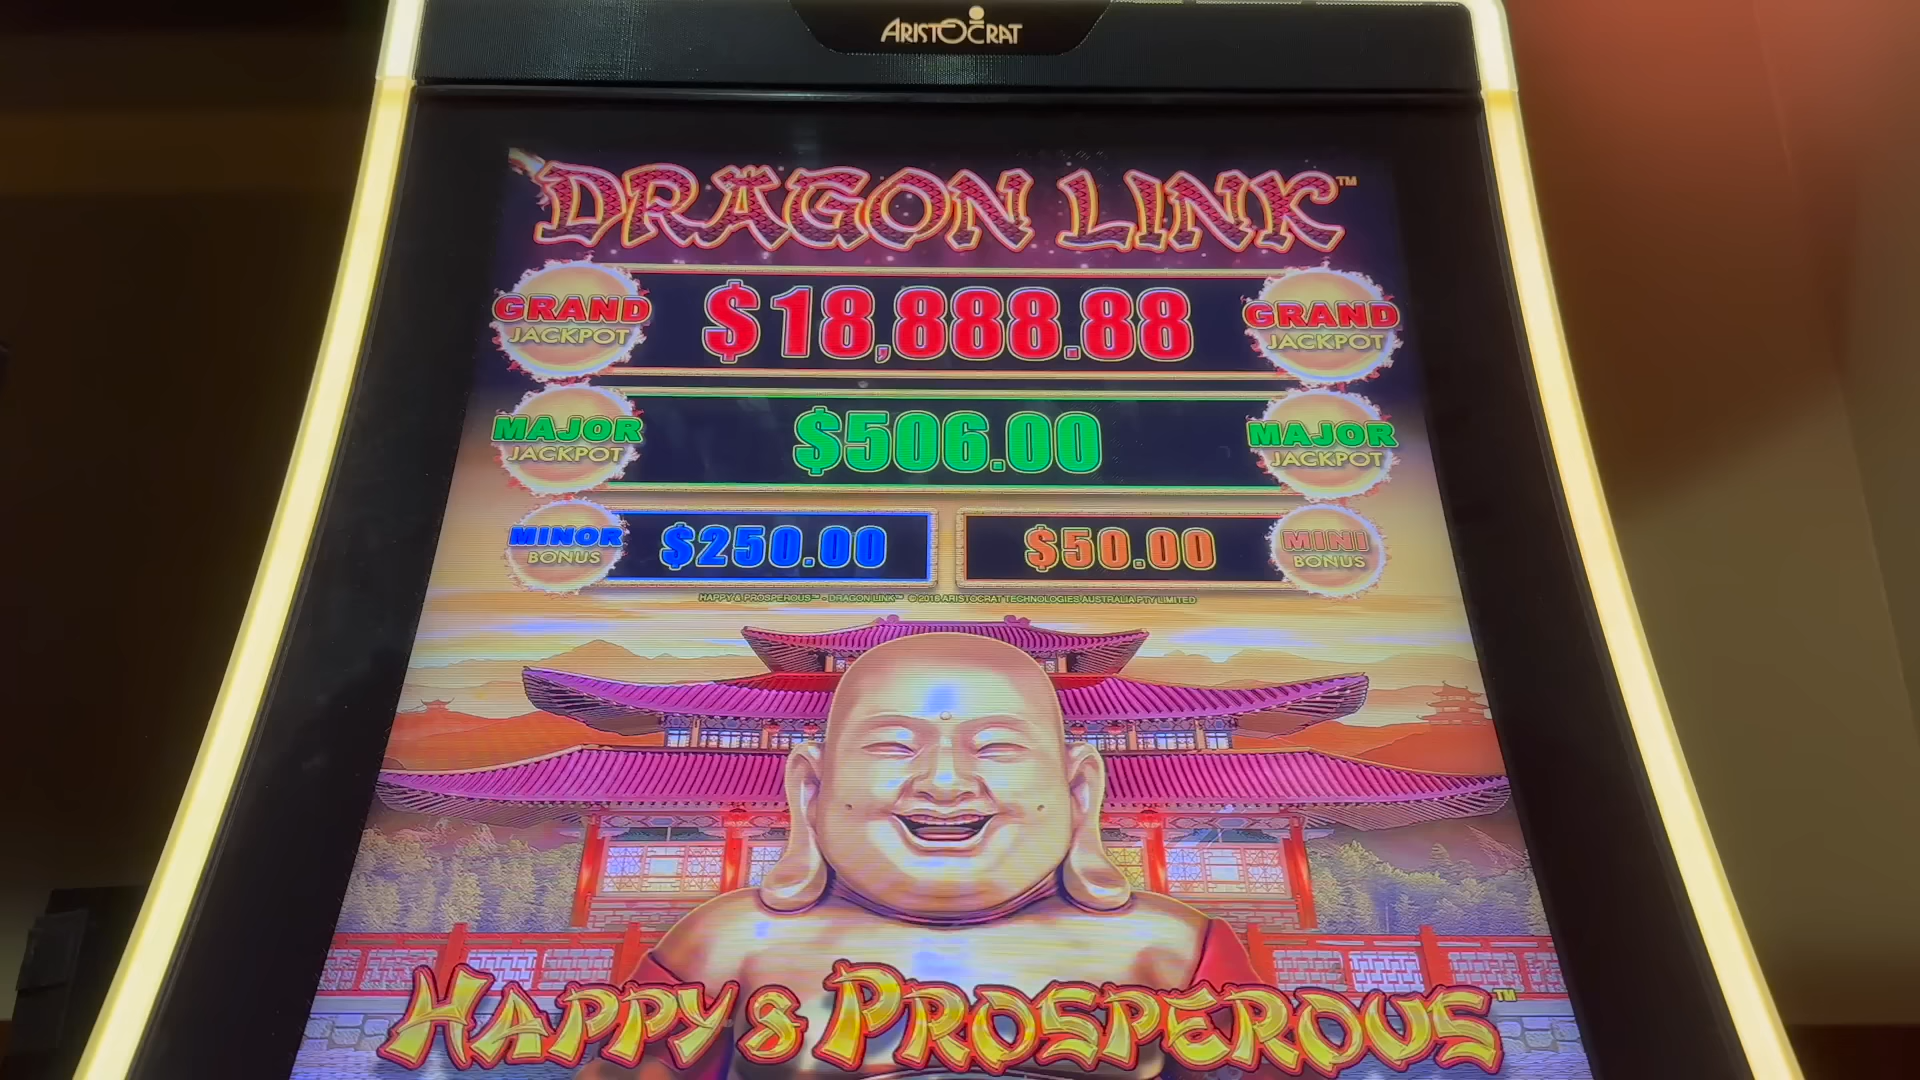 ARISTOCRAT
DRAGON LINK™
GRAND JACKPOT $18,888.88 GRAND JACKPOT
MAJOR JACKPOT $506.00 MAJOR JACKPOT
MINOR BONUS $250.00 $50.00 MINI BONUS
HAPPY & PROSPEROUS™ - DRAGON LINK™ © 2016 ARISTOCRAT TECHNOLOGIES AUSTRALIA PTY LIMITED
HAPPY & PROSPEROUS™